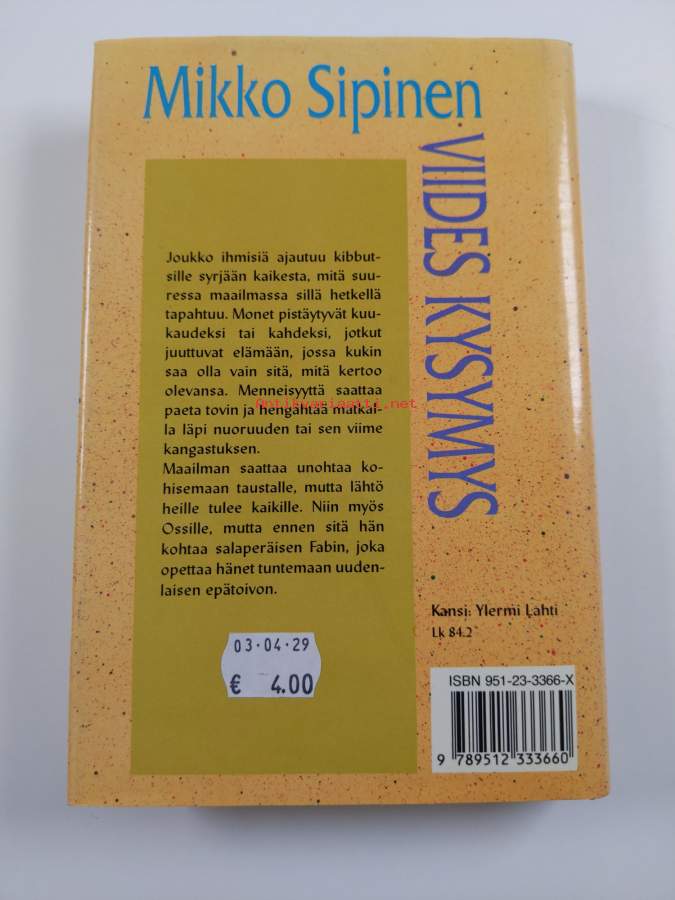 Mikko Sipinen
VIIDES KYSYMYS
Joukko ihmisiä ajautuu kibbut-
sille syrjään kaikesta, mitä suu-
ressa maailmassa sillä hetkellä
tapahtuu. Monet pistäytyvät kuu-
kaudeksi tai kahdeksi, jotkut
juuttuvat elämään, jossa kukin
saa olla vain sitä, mitä kertoo
olevansa. Menneisyyttä saattaa
paeta tovin ja hengähtää matkal-
la läpi nuoruuden tai sen viime
kangastuksen.
Maailman saattaa unohtaa ko-
hisemaan taustalle, mutta lähtö
heille tulee kaikille. Niin myös
Ossille, mutta ennen sitä hän
kohtaa salaperäisen Fabin, joka
opettaa hänet tuntemaan uuden-
laisen epätoivon.
Antikvariaatti.net
03-04-29
€ 4.00
Kansi: Ylermi Lahti
Lk 84.2
ISBN 951-23-3366-X
9 789512 333660